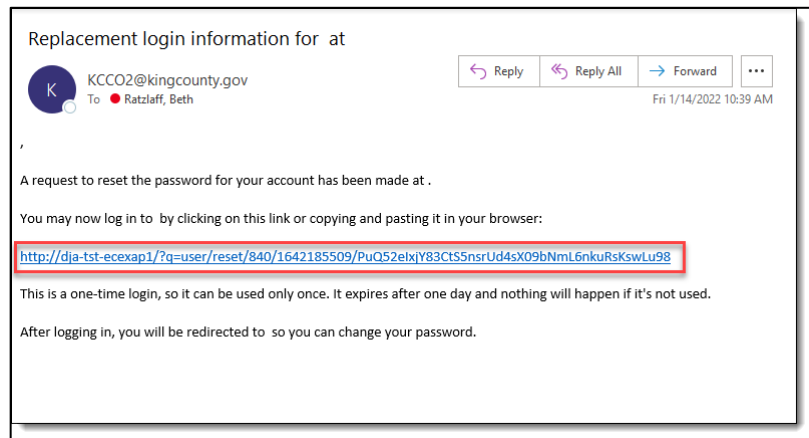 Replacement login information for at
K
KCCO2@kingcounty.gov
To Ratzlaff, Beth
Reply
Reply All
Forward
...
Fri 1/14/2022 10:39 AM
,
A request to reset the password for your account has been made at .
You may now log in to by clicking on this link or copying and pasting it in your browser:
http://dja-tst-ecexap1/?q=user/reset/840/1642185509/PuQ52eIxjY83CtS5nsrUd4sX09bNmL6nkuRsKswLu98
This is a one-time login, so it can be used only once. It expires after one day and nothing will happen if it's not used.
After logging in, you will be redirected to so you can change your password.